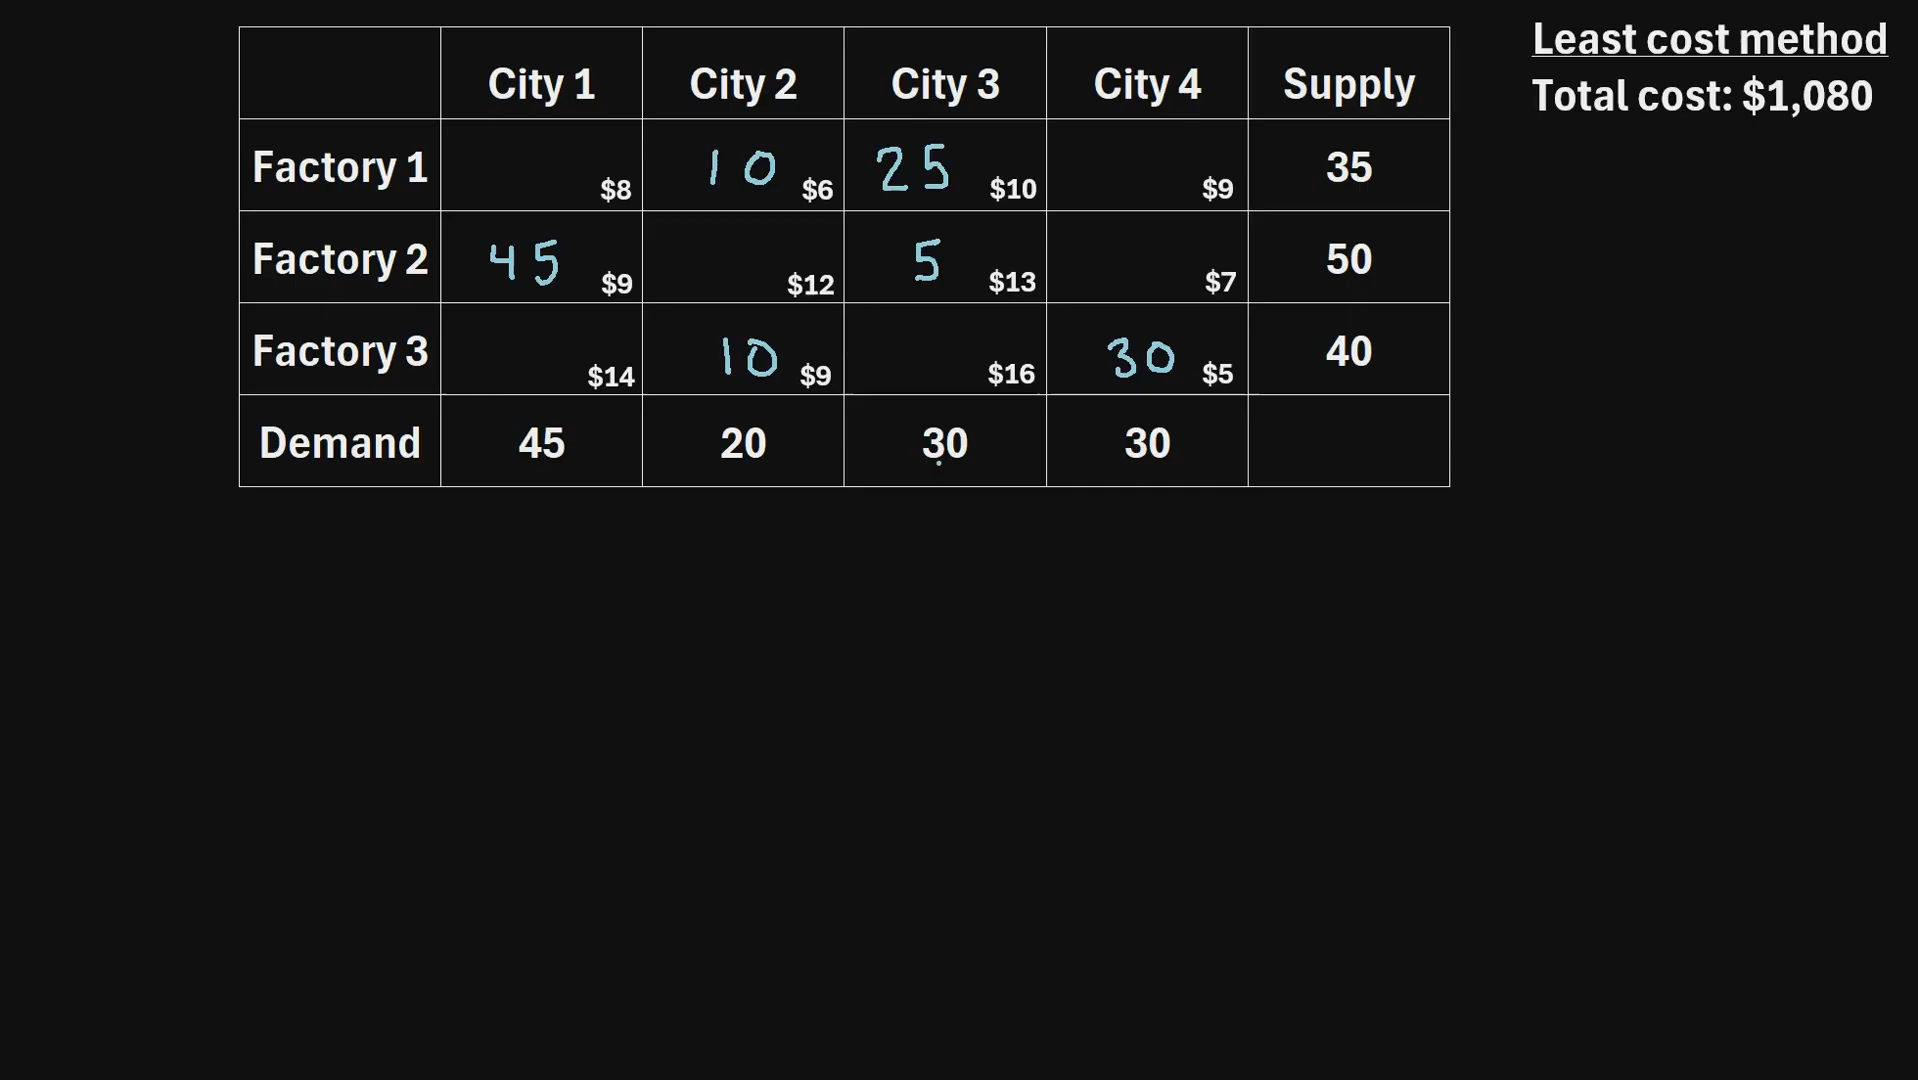 Least cost method
Total cost: $1,080
City 1 City 2 City 3 City 4 Supply
Factory 1 $8 10 $6 25 $10 $9 35
Factory 2 45 $9 $12 5 $13 $7 50
Factory 3 $14 10 $9 $16 30 $5 40
Demand 45 20 30 30